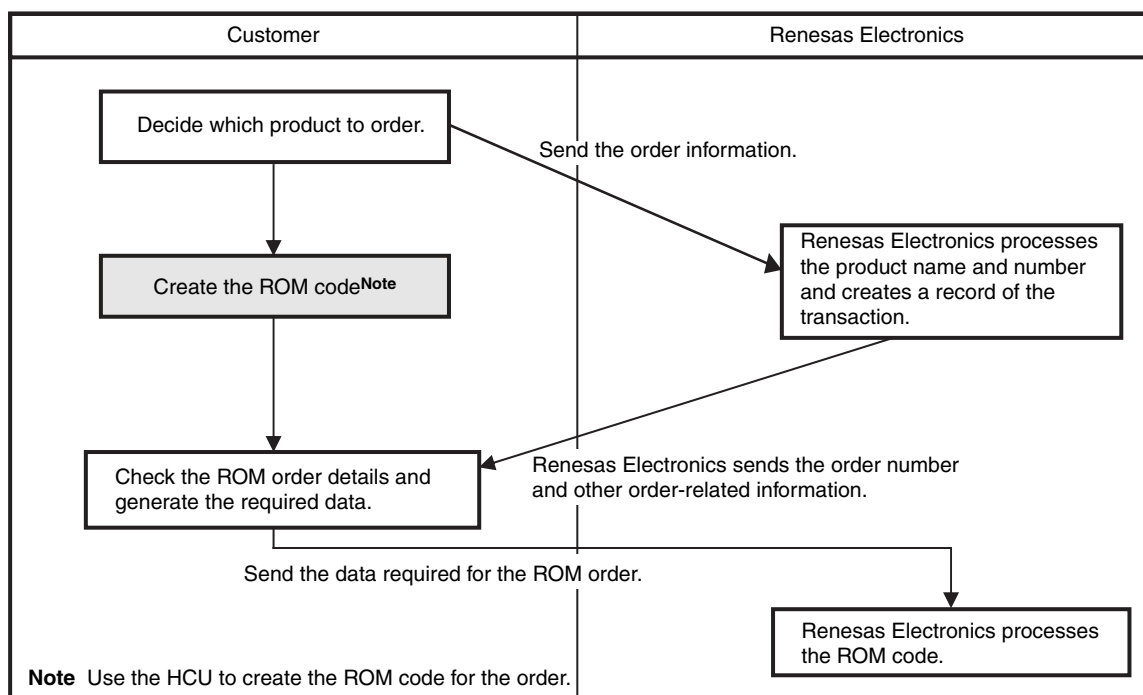 Customer
Renesas Electronics
Decide which product to order.
Send the order information.
Renesas Electronics processes
the product name and number
and creates a record of the
transaction.
Create the ROM codeNote
Check the ROM order details and
generate the required data.
Renesas Electronics sends the order number
and other order-related information.
Send the data required for the ROM order.
Renesas Electronics processes
the ROM code.
Note Use the HCU to create the ROM code for the order.